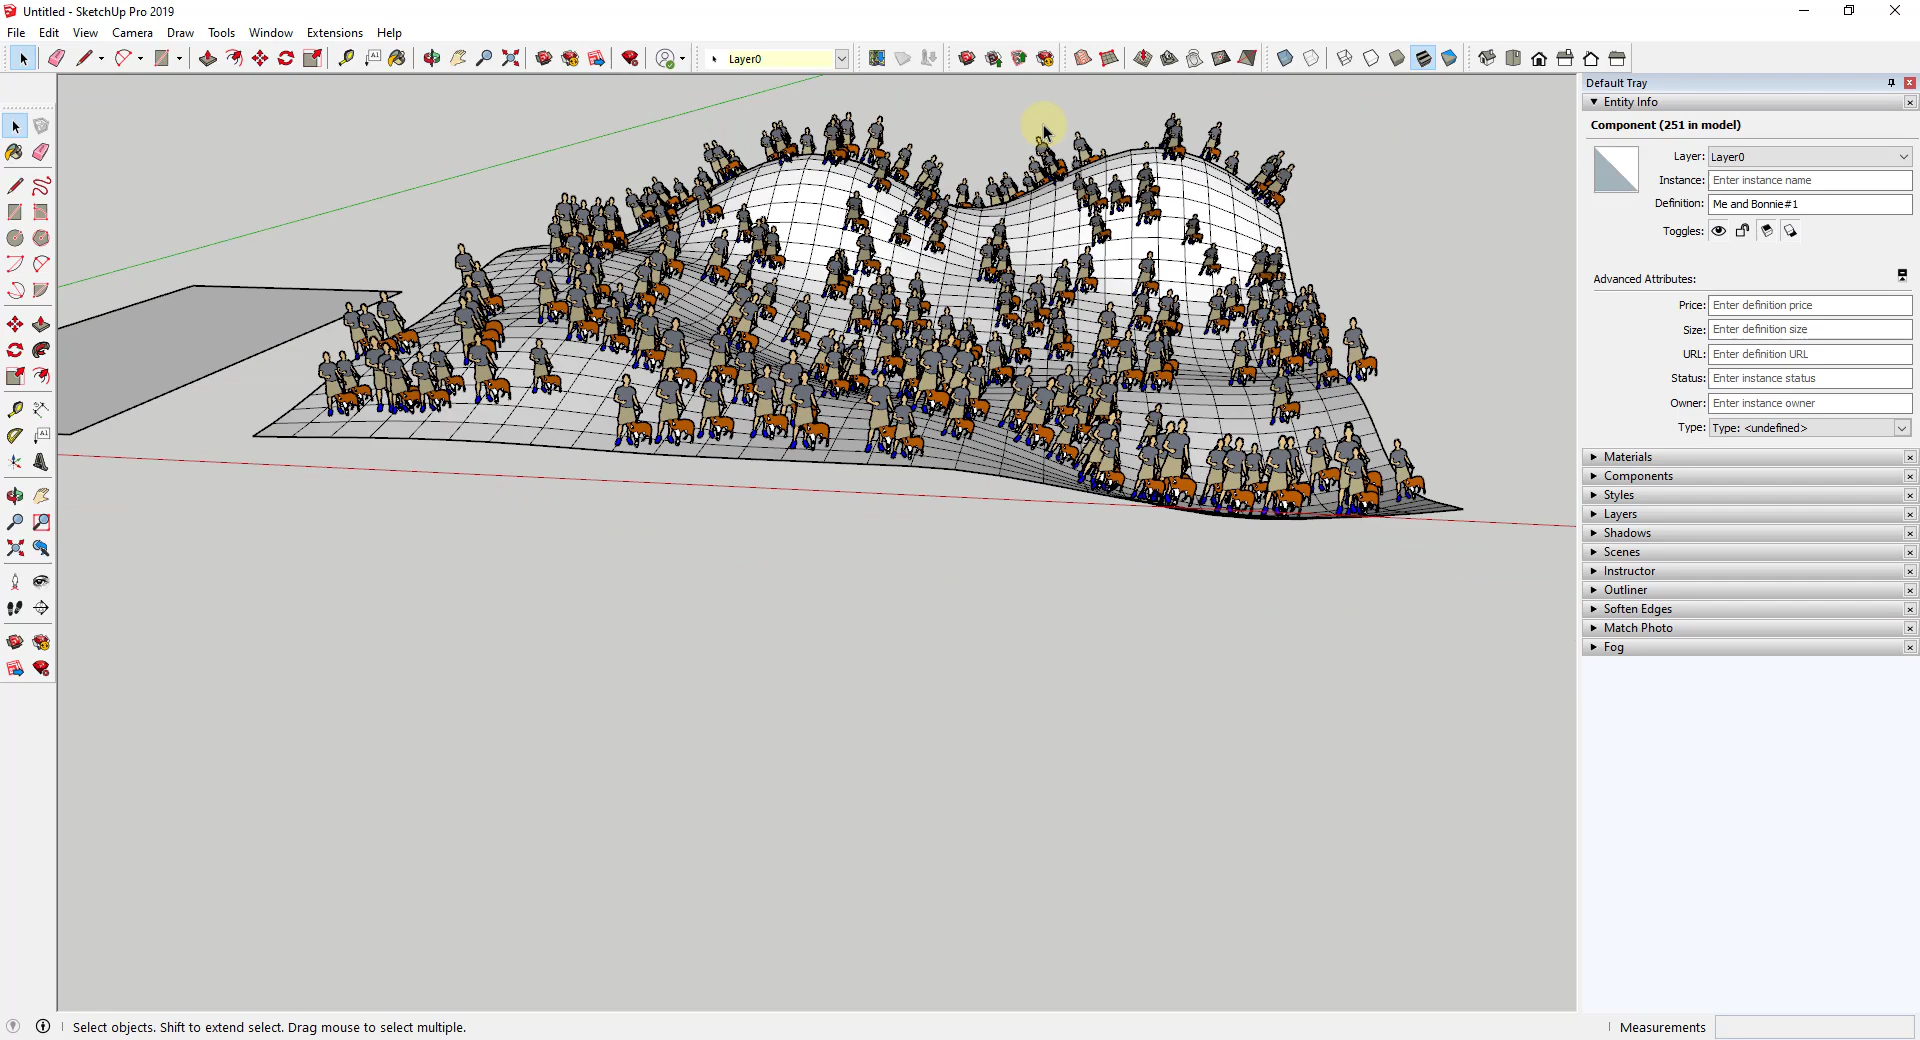 Untitled - SketchUp Pro 2019
File Edit View Camera Draw Tools Window Extensions Help
Layer0
Default Tray
Entity Info
Component (251 in model)
Layer: Layer0
Instance: Enter instance name
Definition: Me and Bonnie#1
Toggles:
Advanced Attributes:
Price: Enter definition price
Size: Enter definition size
URL: Enter definition URL
Status: Enter instance status
Owner: Enter instance owner
Type: Type: <undefined>
Materials
Components
Styles
Layers
Shadows
Scenes
Instructor
Outliner
Soften Edges
Match Photo
Fog
Select objects. Shift to extend select. Drag mouse to select multiple.
Measurements